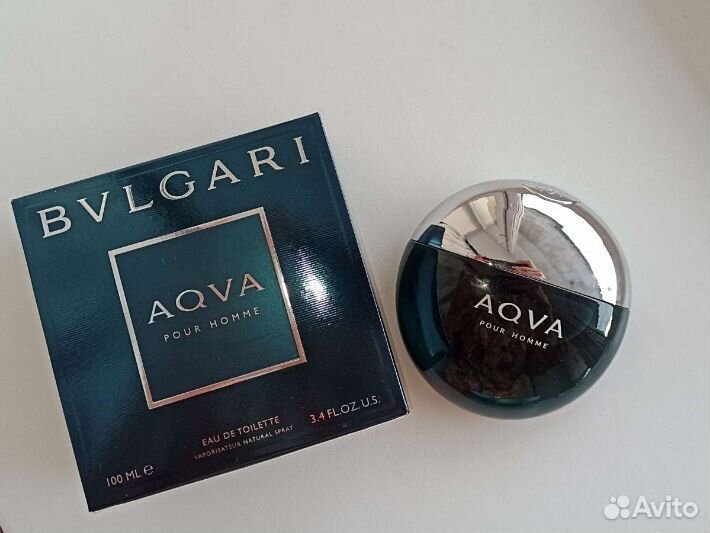 BVLGARI
AQVA
POUR HOMME
EAU DE TOILETTE
VAPORISATEUR NATURAL SPRAY
100 ML ℮
3.4 FL.OZ. U.S.
AQVA
POUR HOMME
Avito